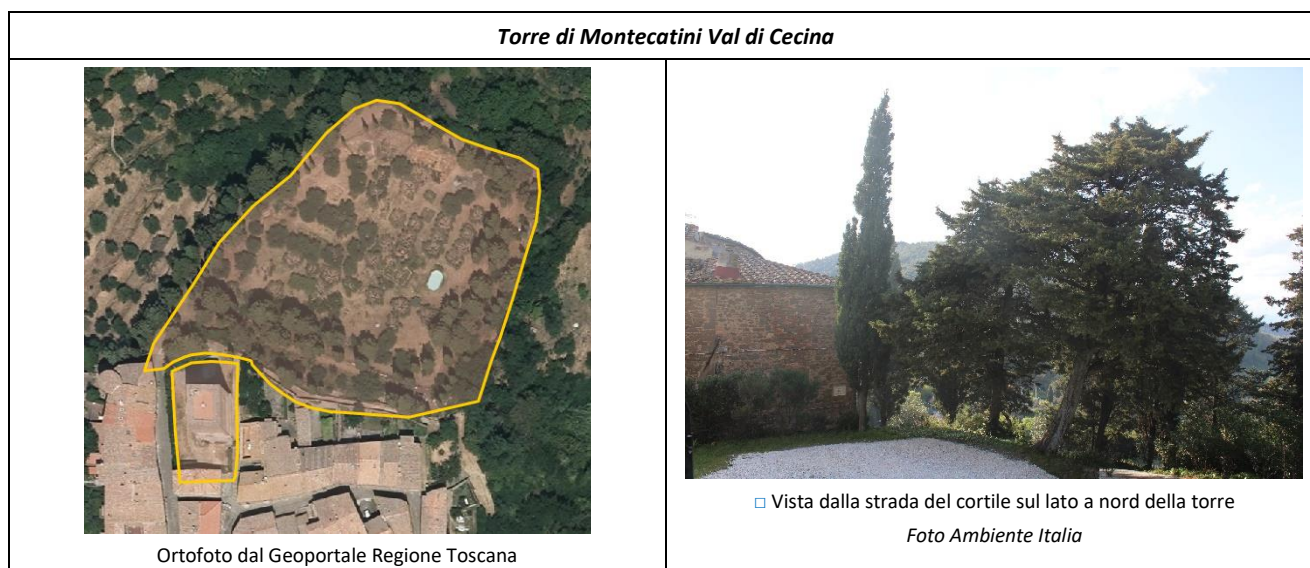 Torre di Montecatini Val di Cecina
Ortofoto dal Geoportale Regione Toscana
□ Vista dalla strada del cortile sul lato a nord della torre
Foto Ambiente Italia